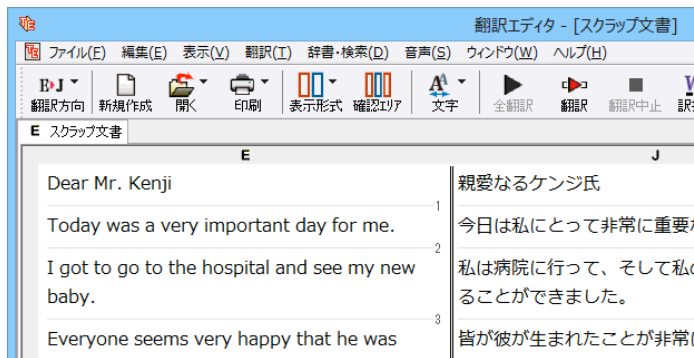 翻訳エディタ - [スクラップ文書]
ファイル(F) 編集(E) 表示(V) 翻訳(T) 辞書・検索(D) 音声(S) ウィンドウ(W) ヘルプ(H)
E▸J
翻訳方向 新規作成 開く 印刷 表示形式 確認エリア 文字 全翻訳 翻訳 翻訳中止 訳
E スクラップ文書
E J
Dear Mr. Kenji 親愛なるケンジ氏
1
Today was a very important day for me. 今日は私にとって非常に重要
2
I got to go to the hospital and see my new 私は病院に行って、そして私
baby. ることができました。
3
Everyone seems very happy that he was 皆が彼が生まれたことが非常